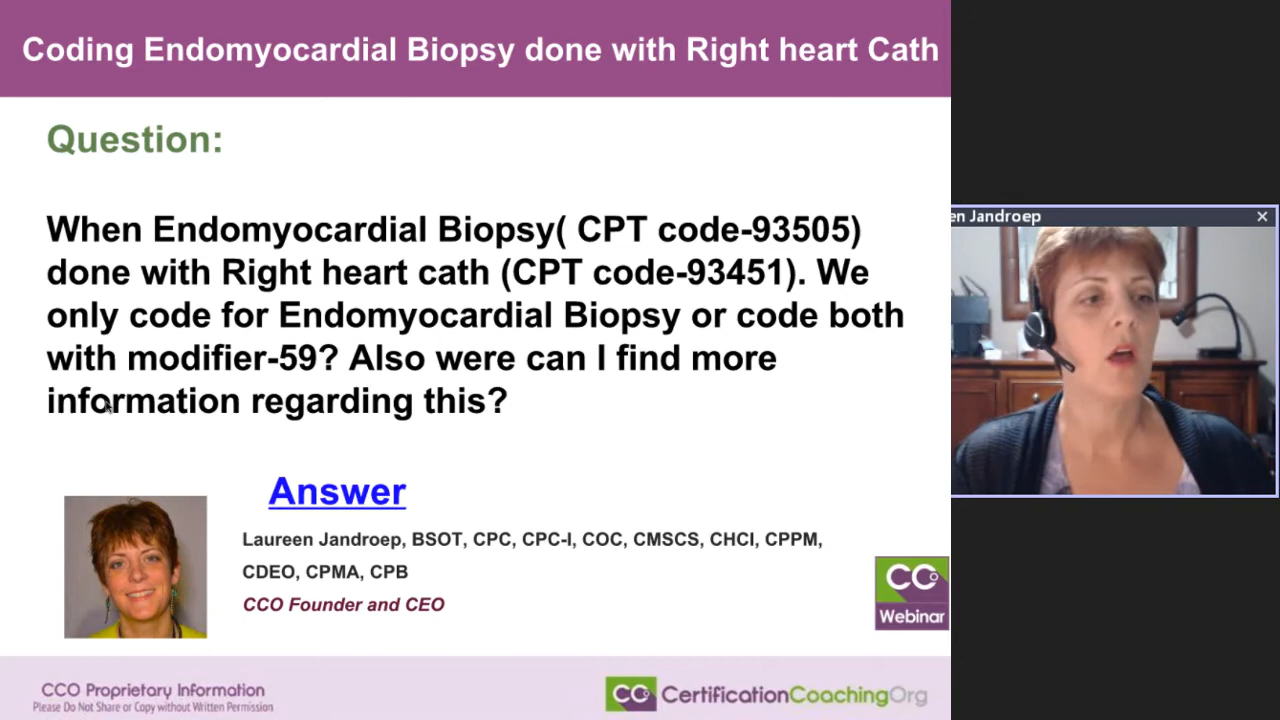 Coding Endomyocardial Biopsy done with Right heart Cath
Question:
When Endomyocardial Biopsy( CPT code-93505)
done with Right heart cath (CPT code-93451). We
only code for Endomyocardial Biopsy or code both
with modifier-59? Also were can I find more
information regarding this?
Answer
Laureen Jandroep, BSOT, CPC, CPC-I, COC, CMSCS, CHCI, CPPM,
CDEO, CPMA, CPB
CCO Founder and CEO
CCO
Webinar
CCO Proprietary Information
Please Do Not Share or Copy without Written Permission
CCO CertificationCoachingOrg
en Jandroep